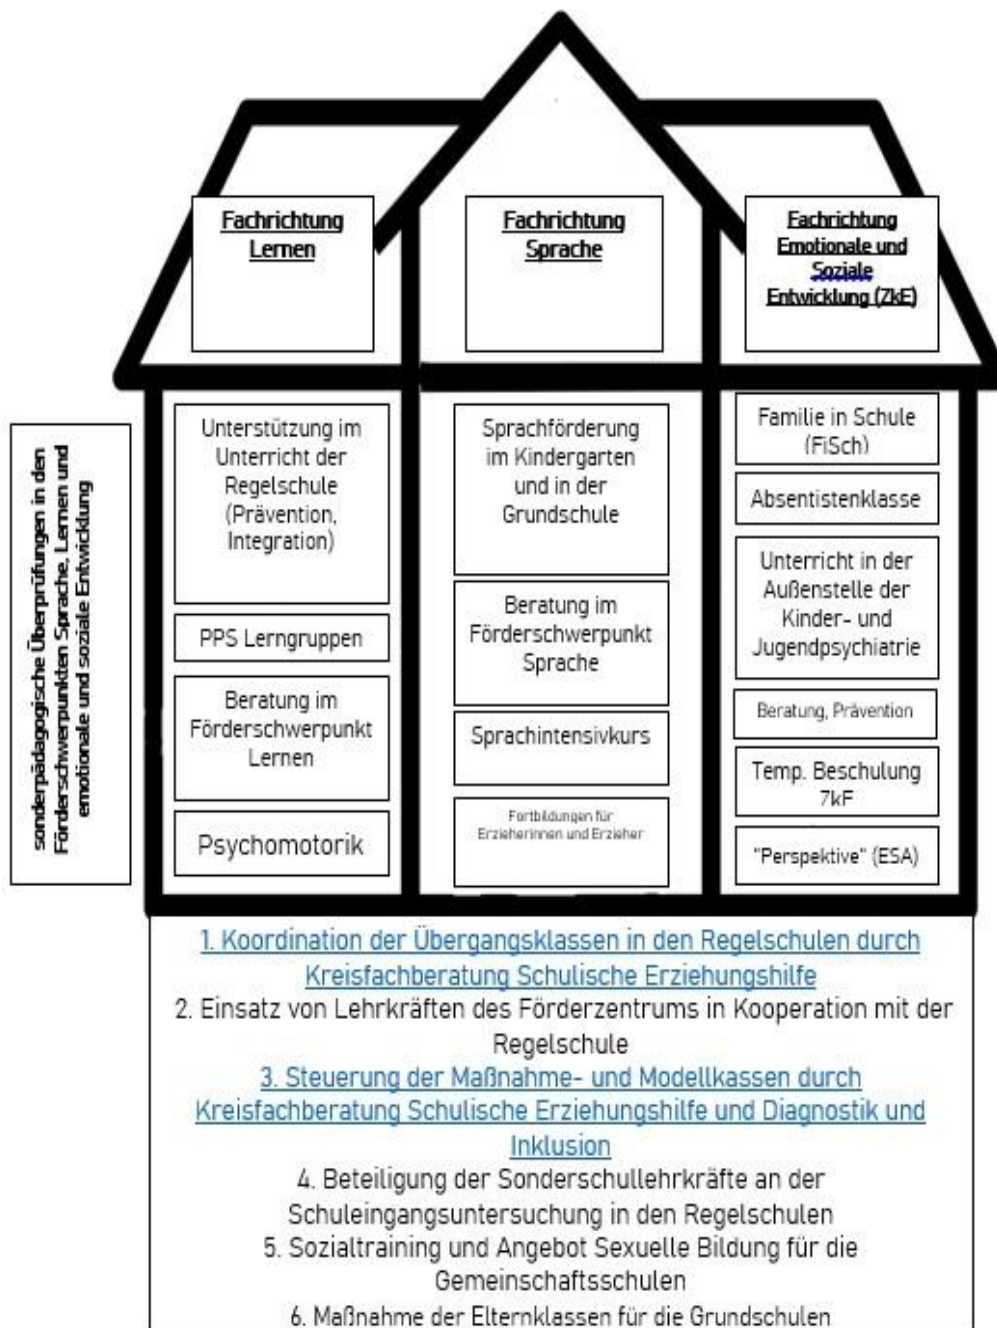 Fachrichtung
Lernen
Fachrichtung
Sprache
Fachrichtung
Emotionale und
Soziale
Entwicklung (ZkE)
sonderpädagogische Überprüfungen in den
Förderschwerpunkten Sprache, Lernen und
emotionale und soziale Entwicklung
Unterstützung im
Unterricht der
Regelschule
(Prävention,
Integration)
PPS Lerngruppen
Beratung im
Förderschwerpunkt
Lernen
Psychomotorik
Sprachförderung
im Kindergarten
und in der
Grundschule
Beratung im
Förderschwerpunkt
Sprache
Sprachintensivkurs
Fortbildungen für
Erzieherinnen und Erzieher
Familie in Schule
(FiSch)
Absentistenklasse
Unterricht in der
Außenstelle der
Kinder- und
Jugendpsychiatrie
Beratung, Prävention
Temp. Beschulung
ZkE
"Perspektive" (ESA)
1. Koordination der Übergangsklassen in den Regelschulen durch
Kreisfachberatung Schulische Erziehungshilfe
2. Einsatz von Lehrkräften des Förderzentrums in Kooperation mit der
Regelschule
3. Steuerung der Maßnahme- und Modellkassen durch
Kreisfachberatung Schulische Erziehungshilfe und Diagnostik und
Inklusion
4. Beteiligung der Sonderschullehrkräfte an der
Schuleingangsuntersuchung in den Regelschulen
5. Sozialtraining und Angebot Sexuelle Bildung für die
Gemeinschaftsschulen
6. Maßnahme der Elternklassen für die Grundschulen